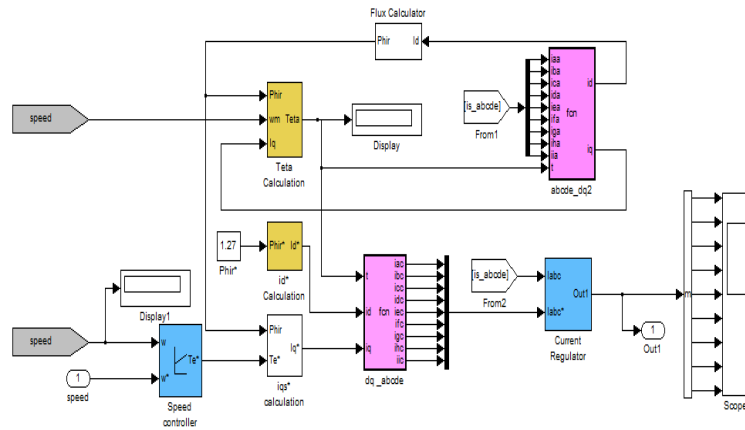 Flux Calculator
Phir Id
speed
Phir
wm Teta
Iq
Teta
Calculation
Display
[is_abcde]
From1
iaa
iba
ica
ida
iea
ifa
iga
iha
iia
t
fcn
id
iq
abcde_dq2
1.27
Phir*
Phir* Id*
id*
Calculation
t
id
iq
fcn
iac
ibc
icc
idc
iec
ifc
igc
ihc
iic
dq _abcde
[is_abcde]
From2
Iabc
Iabc*
Out1
Current
Regulator
1
Out1
m
Scope
Display1
speed
1
speed
w
w*
Te*
Speed
controller
Phir
Te*
Iq*
iqs*
calculation